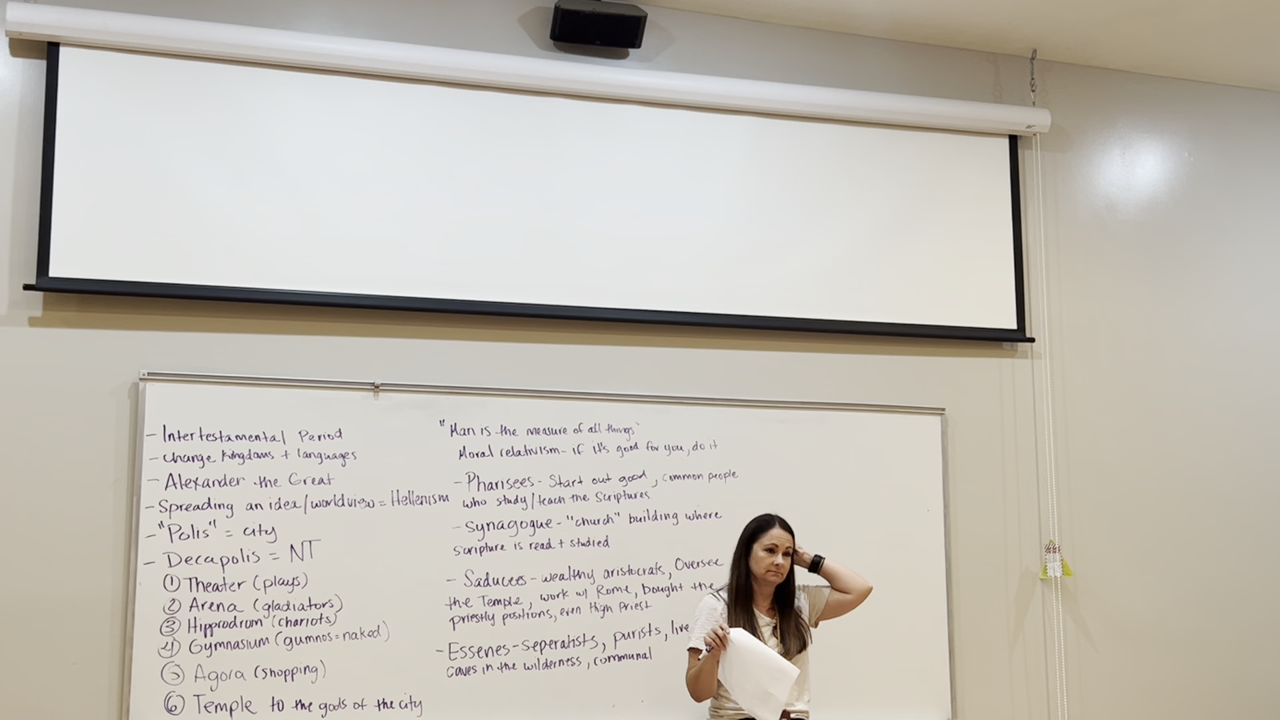 - Intertestamental Period
- change kingdoms + languages
- Alexander the Great
- Spreading an idea/worldview = Hellenism
- "Polis" = city
- Decapolis = NT
① Theater (plays)
② Arena (gladiators)
③ Hipprodrom (chariots)
④ Gymnasium (gumnos=naked)
⑤ Agora (shopping)
⑥ Temple to the gods of the city
"Man is the measure of all things"
Moral relativism- if it's good for you, do it
- Pharisees- Start out good, common people
who study/teach the Scriptures
- Synagogue- "church" building where
scripture is read + studied
- Saducees - wealthy aristocrats, Oversee
the Temple, work w/ Rome, bought the
priestly positions, even High Priest
- Essenes-seperatists, purists, live
caves in the wilderness, communal